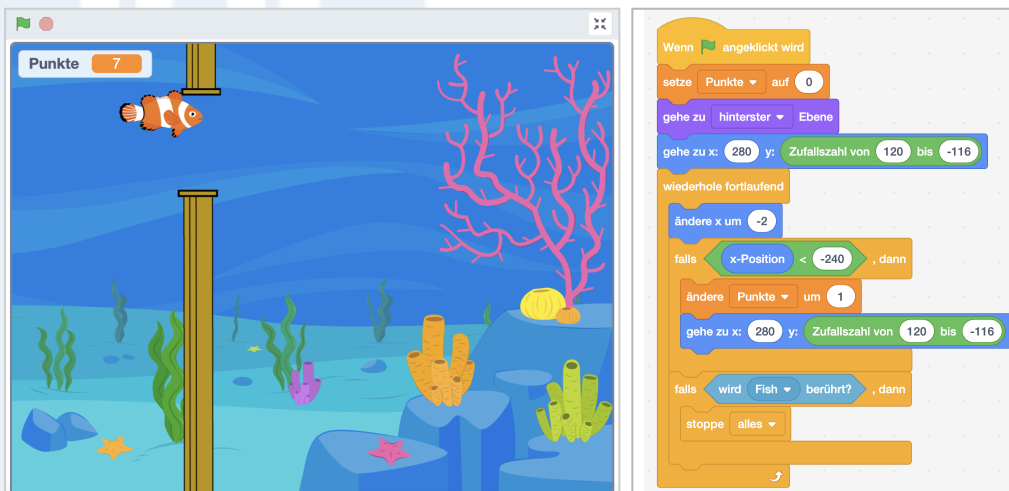 Punkte 7
Wenn angeklickt wird
setze Punkte auf 0
gehe zu hinterster Ebene
gehe zu x: 280 y: Zufallszahl von 120 bis -116
wiederhole fortlaufend
ändere x um -2
falls x-Position < -240 , dann
ändere Punkte um 1
gehe zu x: 280 y: Zufallszahl von 120 bis -116
falls wird Fish berührt? , dann
stoppe alles